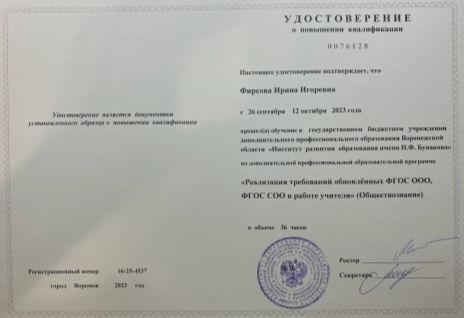 Удостоверение является документом
установленного образца о повышении квалификации
Регистрационный номер 16-25-4537
город Воронеж 2023 год
УДОСТОВЕРЕНИЕ
о повышении квалификации
0076128
Настоящее удостоверение подтверждает, что
Фирсова Ирина Игоревна
с 26 сентября 12 октября 2023 года
прошел(а) обучение в государственном бюджетном учреждении
дополнительного профессионального образования Воронежской
области «Институт развития образования имени Н.Ф. Бунакова»
по дополнительной профессиональной образовательной программе
«Реализация требований обновлённых ФГОС ООО,
ФГОС СОО в работе учителя» (Обществознание)
в объеме 36 часов
М.П.
Ректор
Секретарь